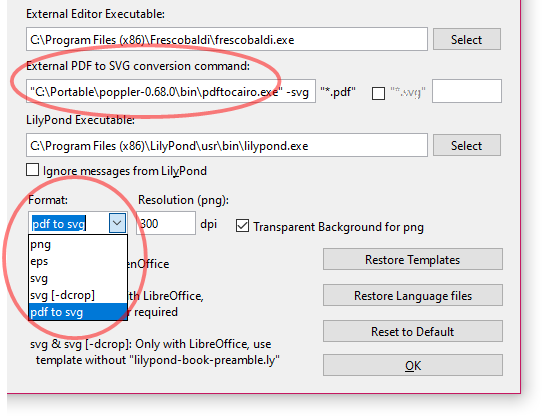 External Editor Executable:
C:\Program Files (x86)\Frescobaldi\frescobaldi.exe Select
External PDF to SVG conversion command:
"C:\Portable\poppler-0.68.0\bin\pdftocairo.exe" -svg "*.pdf" "*.svg"
LilyPond Executable:
C:\Program Files (x86)\LilyPond\usr\bin\lilypond.exe Select
Ignore messages from LilyPond
Format: Resolution (png):
pdf to svg 300 dpi Transparent Background for png
png
eps
svg
svg [-dcrop]
pdf to svg
enOffice Restore Templates
with LibreOffice, Restore Language files
required
Reset to Default
svg & svg [-dcrop]: Only with LibreOffice, use
template without "lilypond-book-preamble.ly" OK